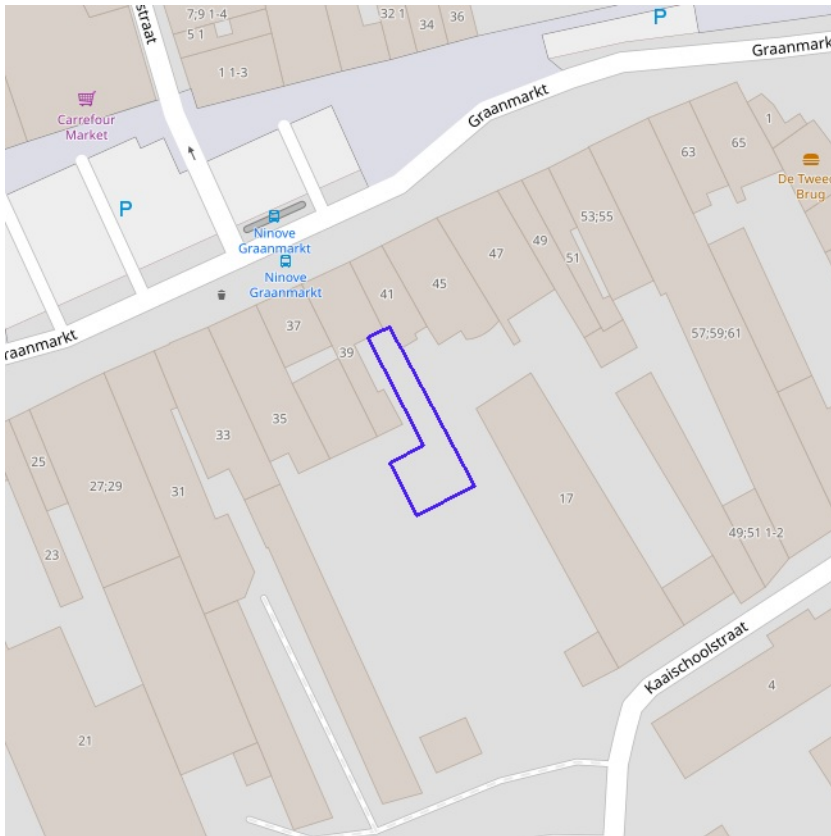 straat
7;9 1-4
5 1
32 1
34
36
P
1 1-3
Graanmarkt
Graanmarkt
Carrefour
Market
1
65
63
De Twee
Brug
P
53;55
Ninove
Graanmarkt
49
47
51
Ninove
Graanmarkt
45
41
37
57;59;61
raanmarkt
39
35
33
25
27;29
31
17
49;51 1-2
23
Kaaischoolstraat
4
21